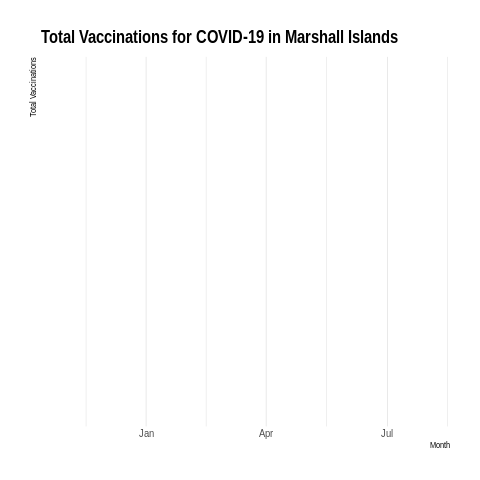 Total Vaccinations for COVID-19 in Marshall Islands
Total Vaccinations
Jan Apr Jul
Month